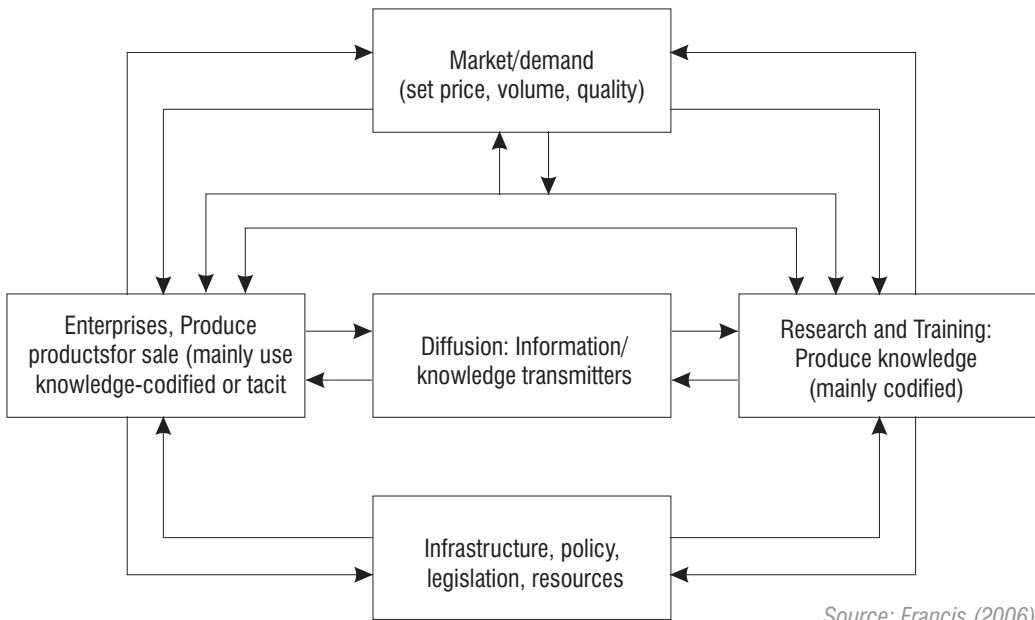 Market/demand
(set price, volume, quality)
Enterprises, Produce
productsfor sale (mainly use
knowledge-codified or tacit
Diffusion: Information/
knowledge transmitters
Research and Training:
Produce knowledge
(mainly codified)
Infrastructure, policy,
legislation, resources
Source: Francis (2006)